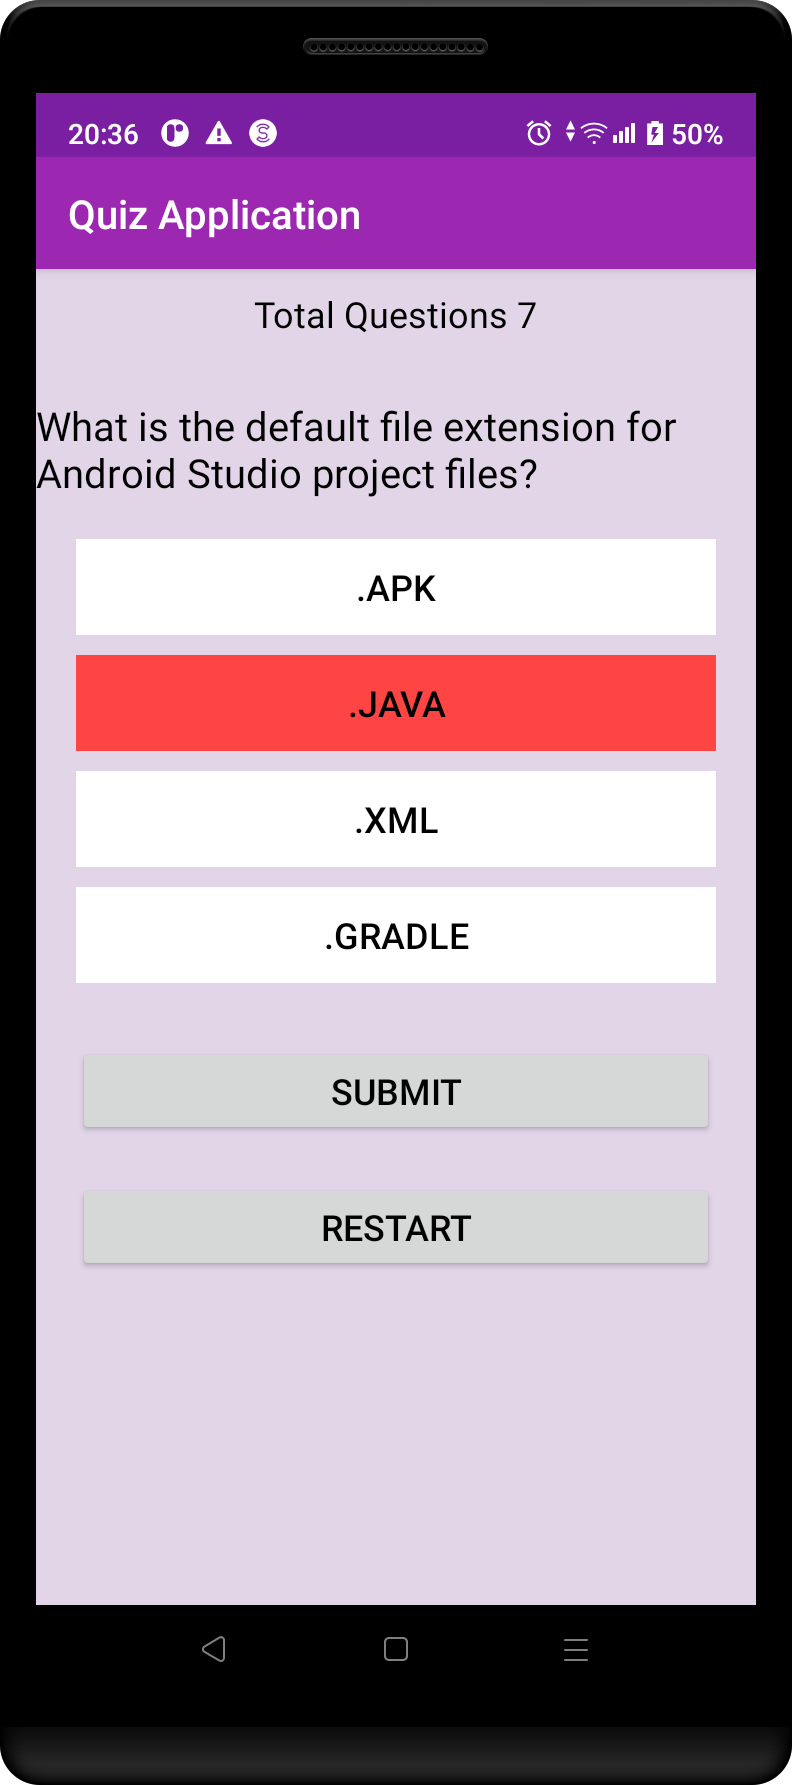 20:36 50%
Quiz Application
Total Questions 7
What is the default file extension for
Android Studio project files?
.APK
.JAVA
.XML
.GRADLE
SUBMIT
RESTART